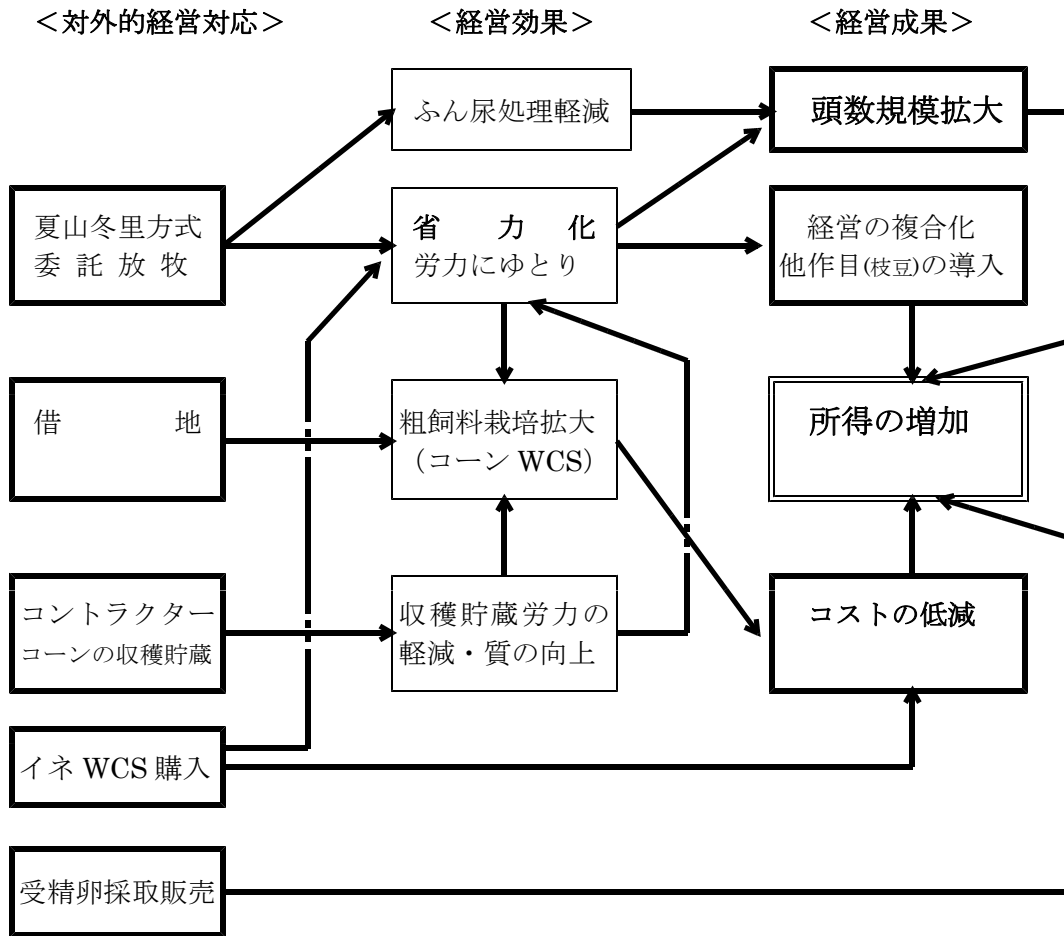 ＜対外的経営対応＞
＜経営効果＞
＜経営成果＞
ふん尿処理軽減
頭数規模拡大
夏山冬里方式
委託放牧
省力化
労力にゆとり
経営の複合化
他作目(枝豆)の導入
借地
粗飼料栽培拡大
（コーン WCS）
所得の増加
コントラクター
コーンの収穫貯蔵
収穫貯蔵労力の
軽減・質の向上
コストの低減
イネ WCS 購入
受精卵採取販売